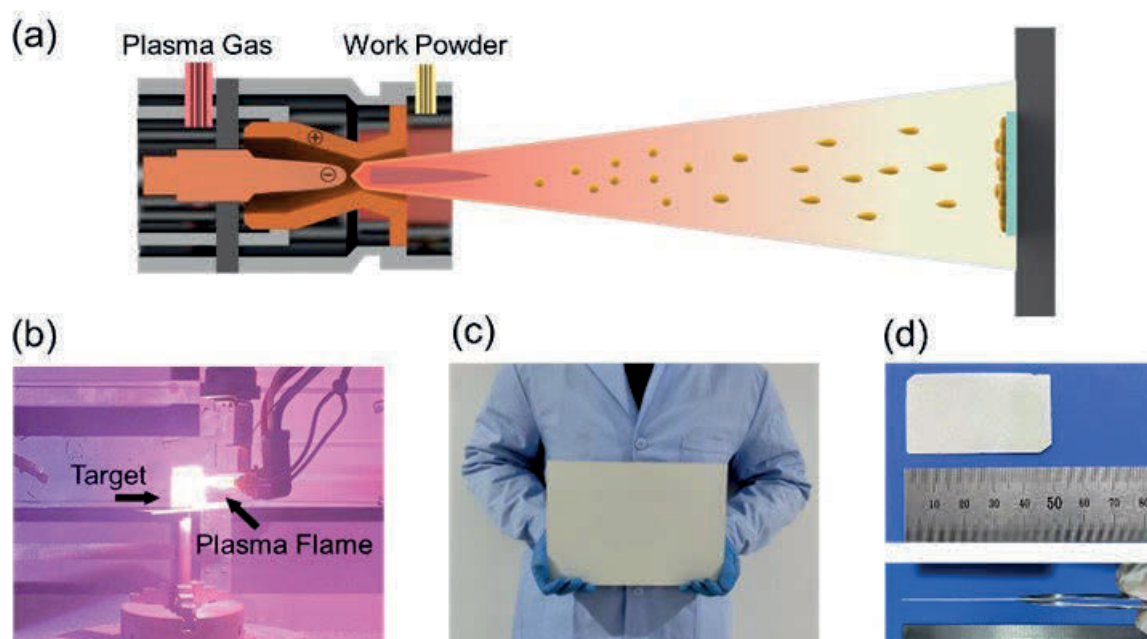 (a)
Plasma Gas
Work Powder
+
−
(b)
Target
Plasma Flame
(c)
(d)
10 20 30 40 50 60 70 80